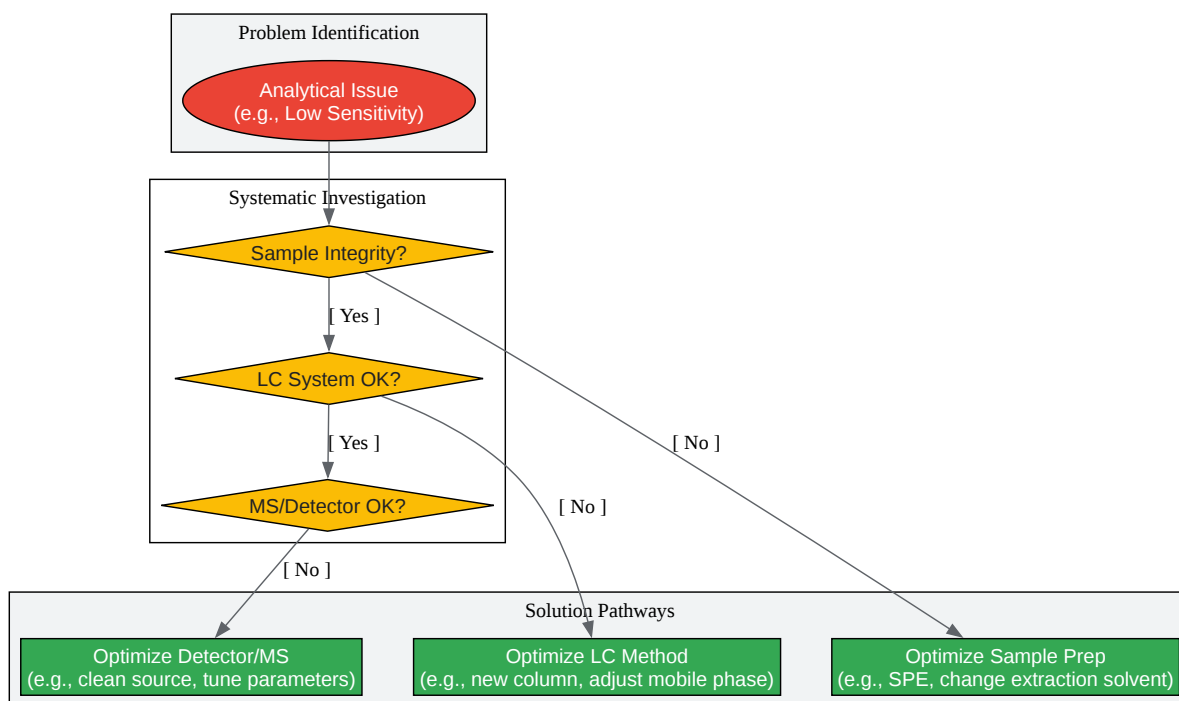 Problem Identification
Analytical Issue
(e.g., Low Sensitivity)
Systematic Investigation
Sample Integrity?
[ Yes ]
LC System OK?
[ No ]
[ Yes ]
MS/Detector OK?
[ No ]
[ No ]
Solution Pathways
Optimize Detector/MS
(e.g., clean source, tune parameters)
Optimize LC Method
(e.g., new column, adjust mobile phase)
Optimize Sample Prep
(e.g., SPE, change extraction solvent)